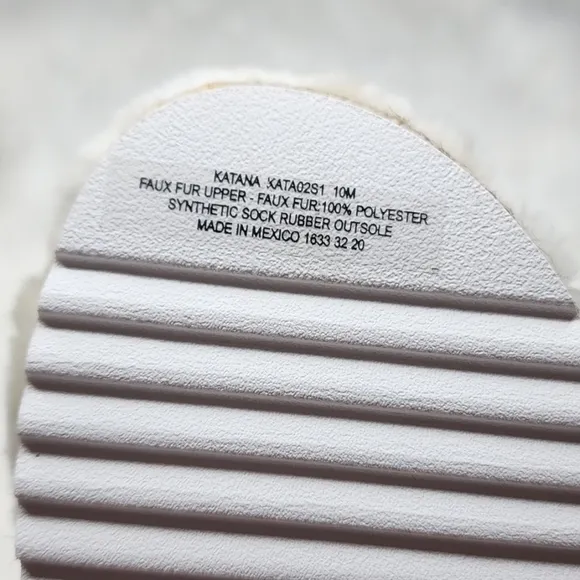 KATANA KATA02S1 10M
FAUX FUR UPPER - FAUX FUR:100% POLYESTER
SYNTHETIC SOCK RUBBER OUTSOLE
MADE IN MEXICO 1633 32 20